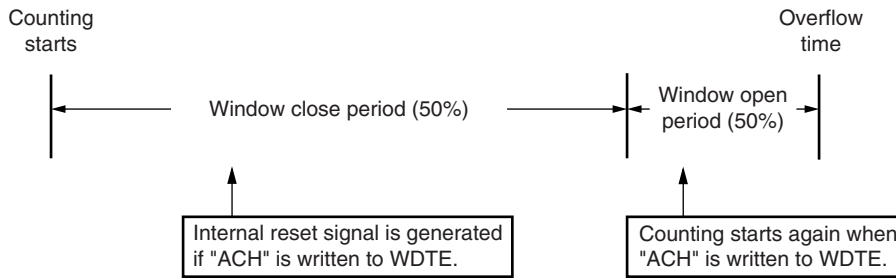 Counting
starts
Overflow
time
Window close period (50%)
Window open
period (50%)
Internal reset signal is generated
if "ACH" is written to WDTE.
Counting starts again when
"ACH" is written to WDTE.